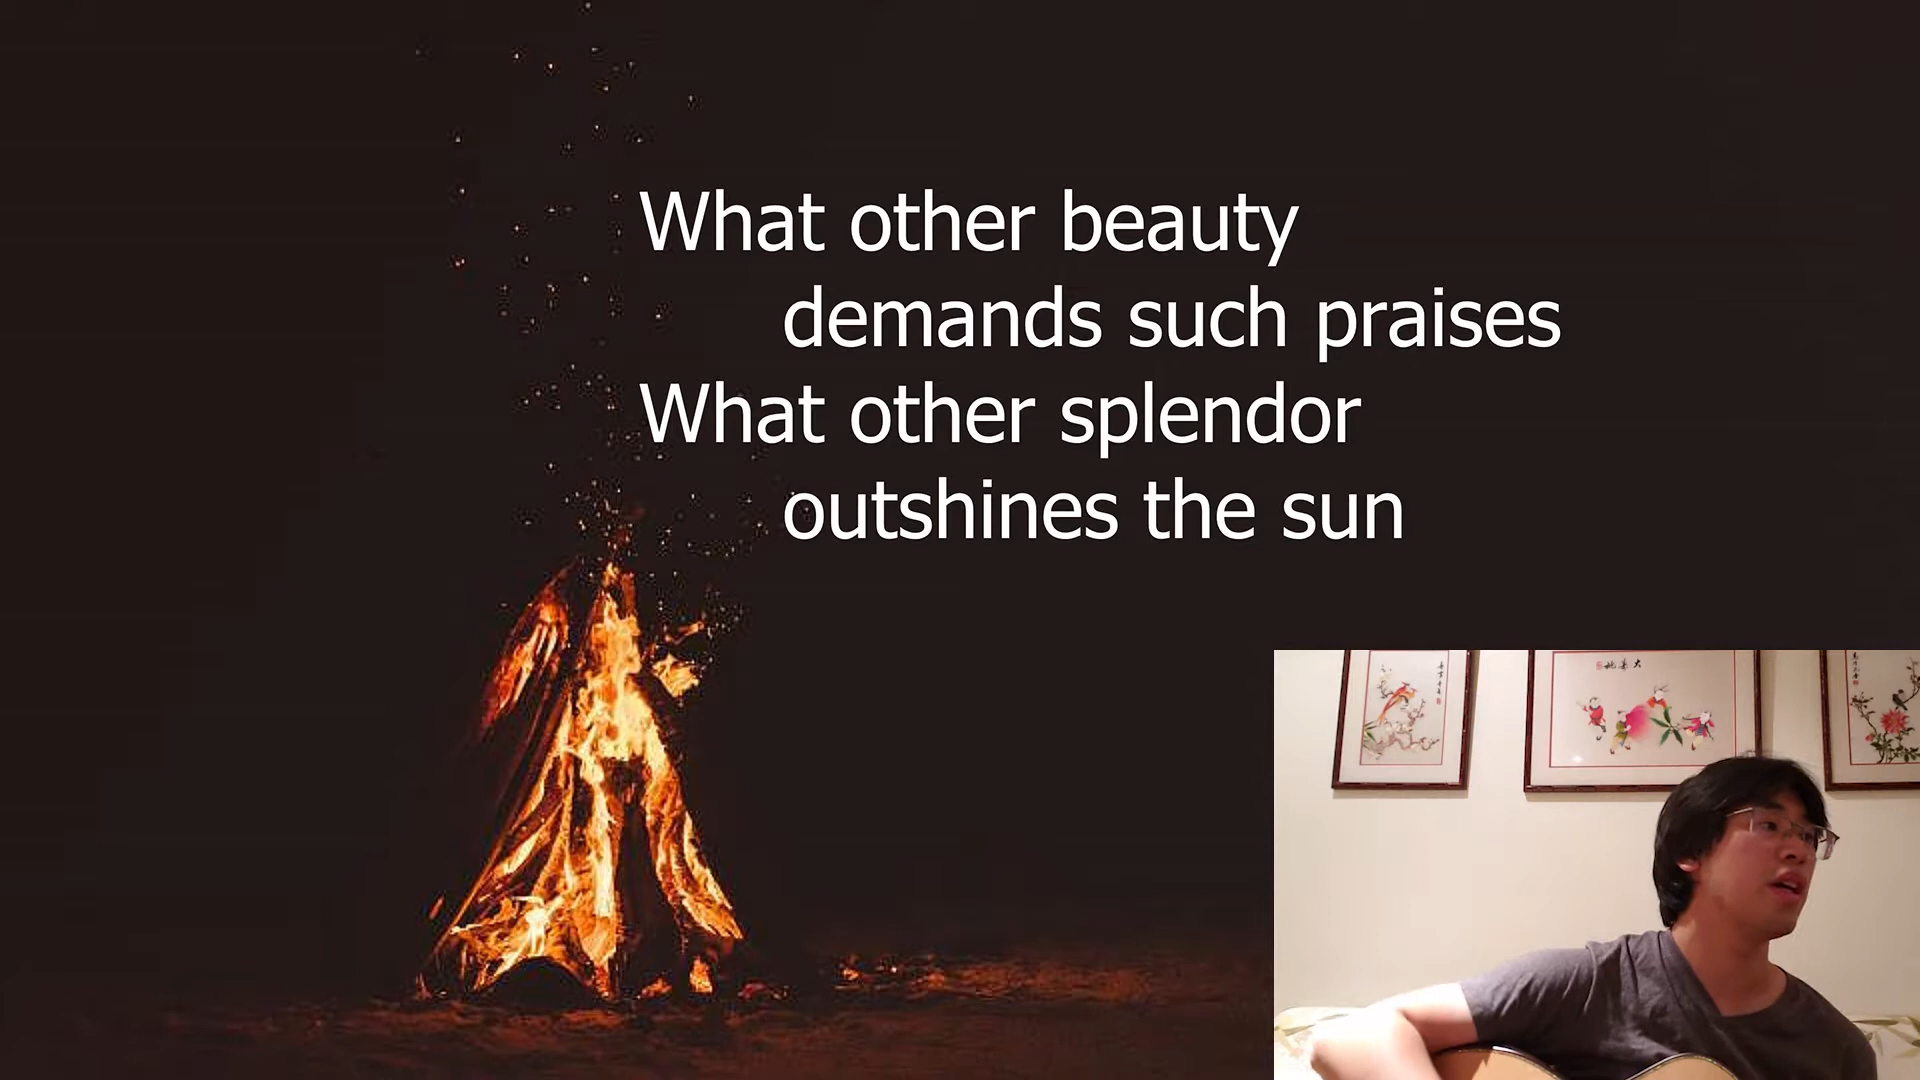 What other beauty
demands such praises
What other splendor
outshines the sun